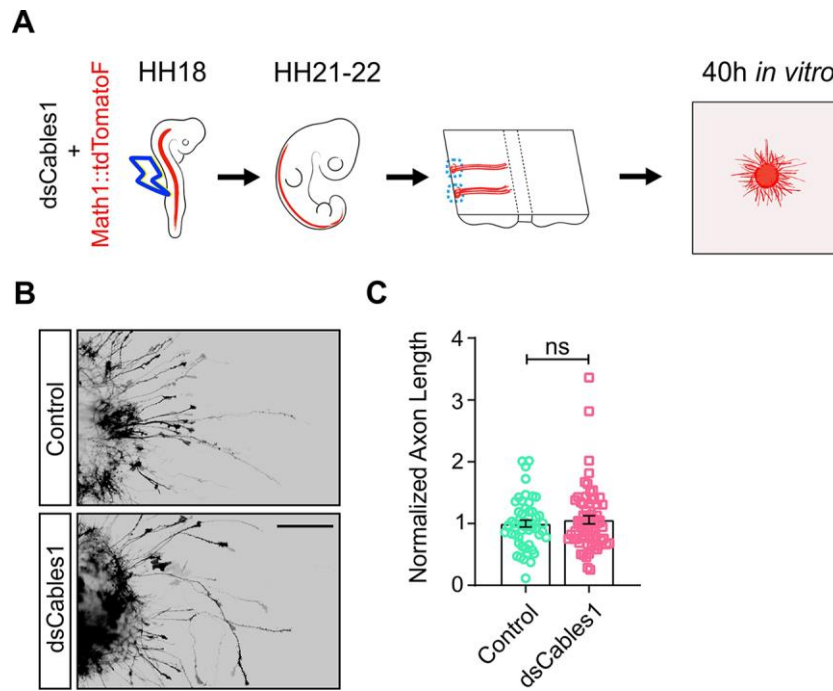 A
dsCables1
+
Math1::tdTomatoF
HH18
HH21-22
40h in vitro
B
Control
dsCables1
C
Normalized Axon Length
4
3
2
1
0
ns
Control
dsCables1